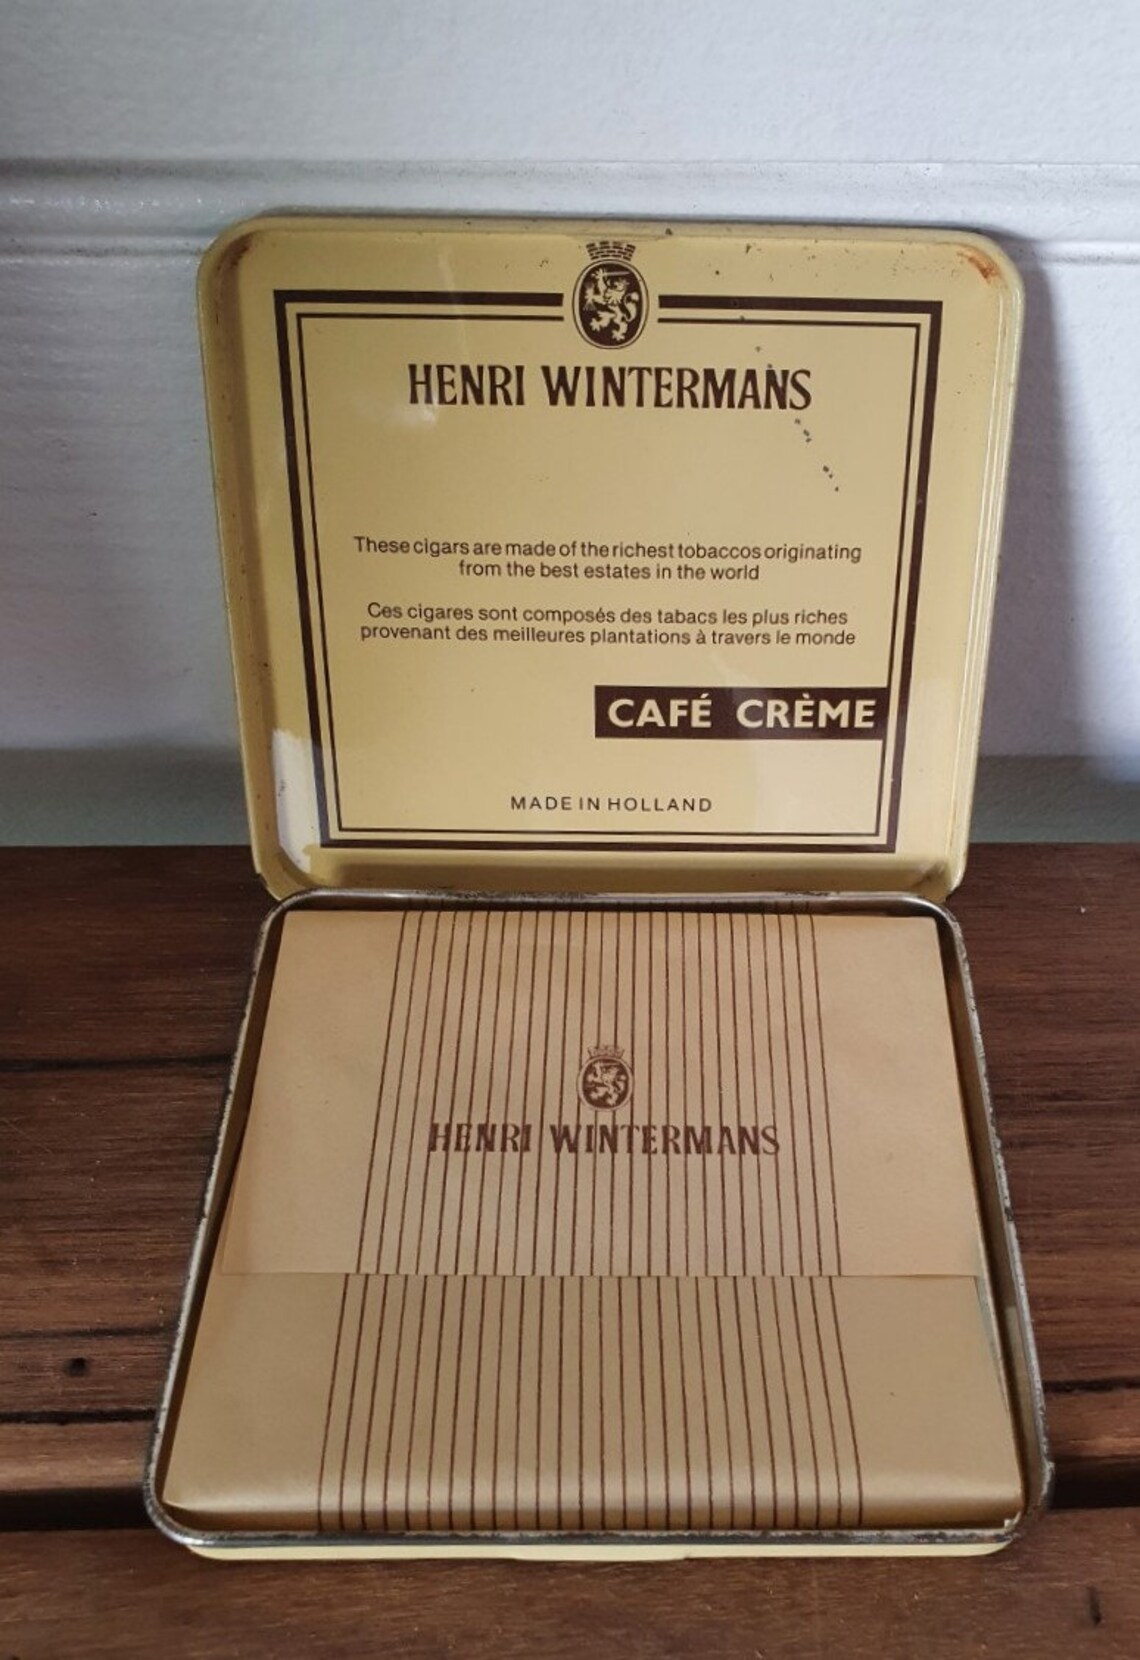 HENRI WINTERMANS
These cigars are made of the richest tobaccos originating
from the best estates in the world
Ces cigares sont composés des tabacs les plus riches
provenant des meilleures plantations à travers le monde
CAFÉ CRÈME
MADE IN HOLLAND
HENRI WINTERMANS